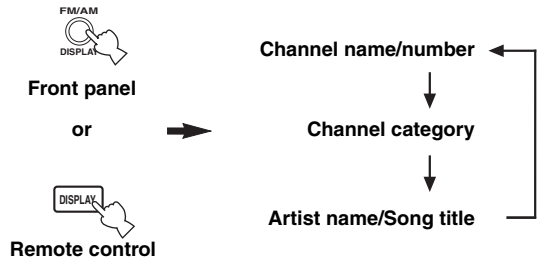 FM/AM
DISPLAY
Front panel
or
DISPLAY
Remote control
Channel name/number
Channel category
Artist name/Song title